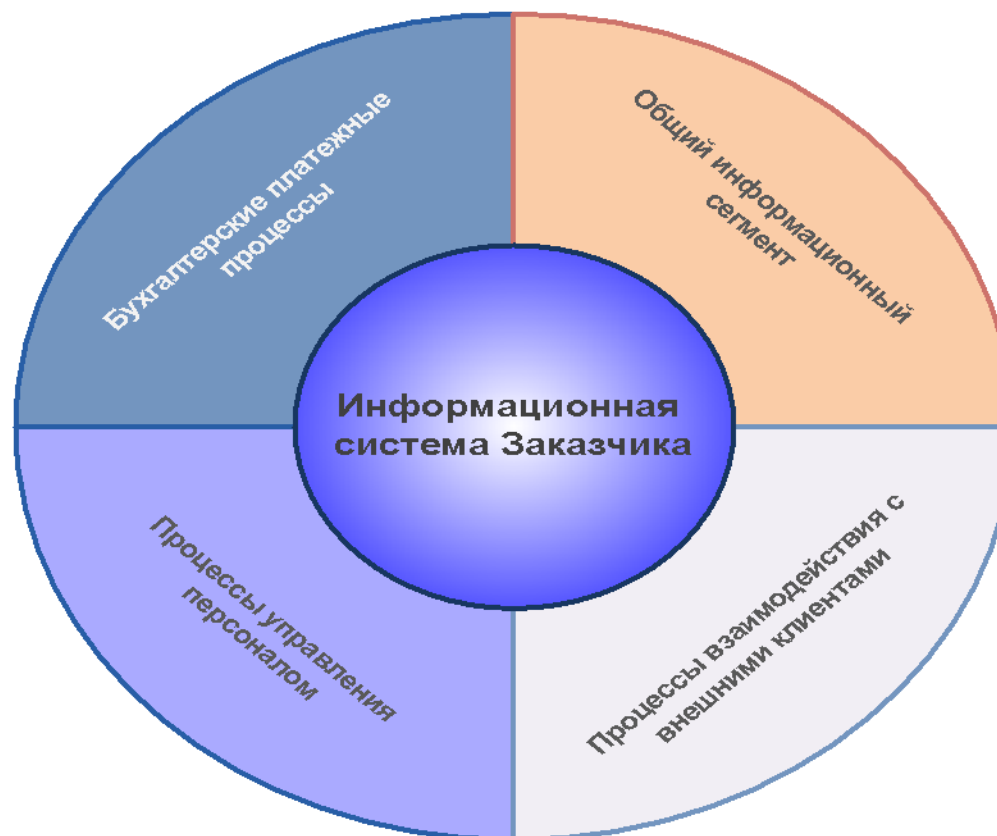 Бухгалтерские платежные
процессы
Общий информационный
сегмент
Информационная
система Заказчика
Процессы управления
персоналом
Процессы взаимодействия с
внешними клиентами